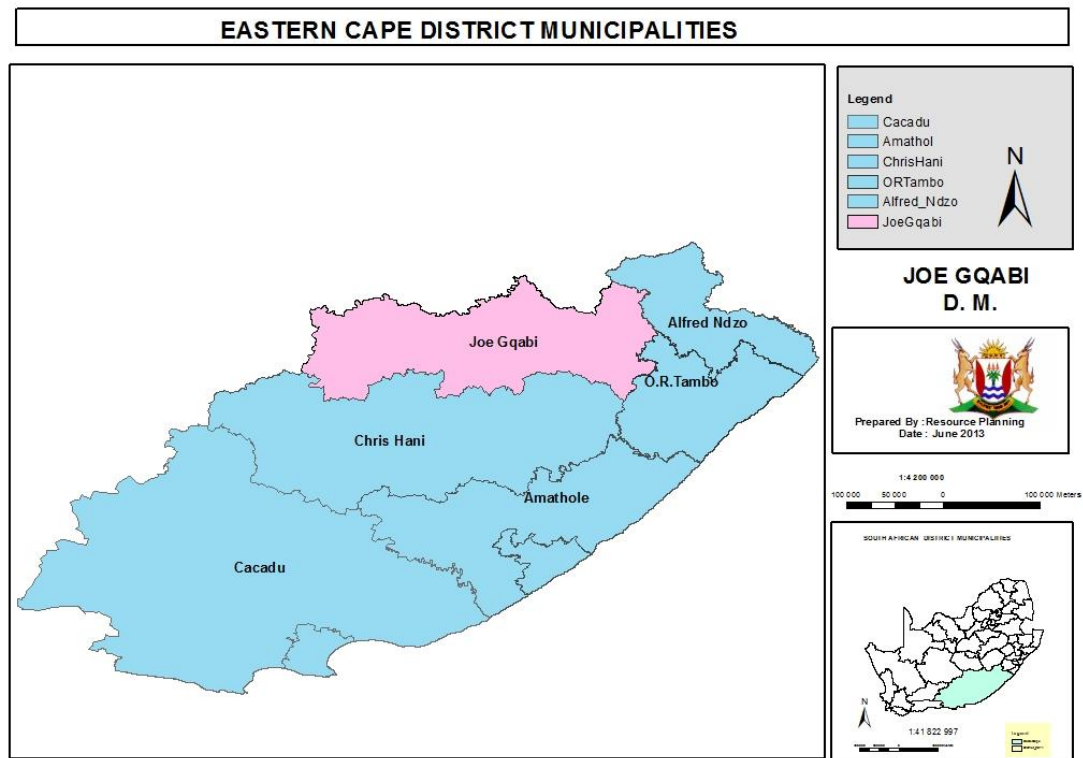 EASTERN CAPE DISTRICT MUNICIPALITIES
Legend
Cacadu
Amathol
ChrisHani
ORTambo
Alfred_Ndzo
JoeGqabi
N
JOE GQABI
D. M.
Alfred Ndzo
Joe Gqabi
O.R.Tambo
Chris Hani
Amathole
Cacadu
Prepared By :Resource Planning
Date : June 2013
1:4 200 000
100 000 50 000 0 100 000 Meters
SOUTH AFRICAN DISTRICT MUNICIPALITIES
N
1:41 822 997
Legend